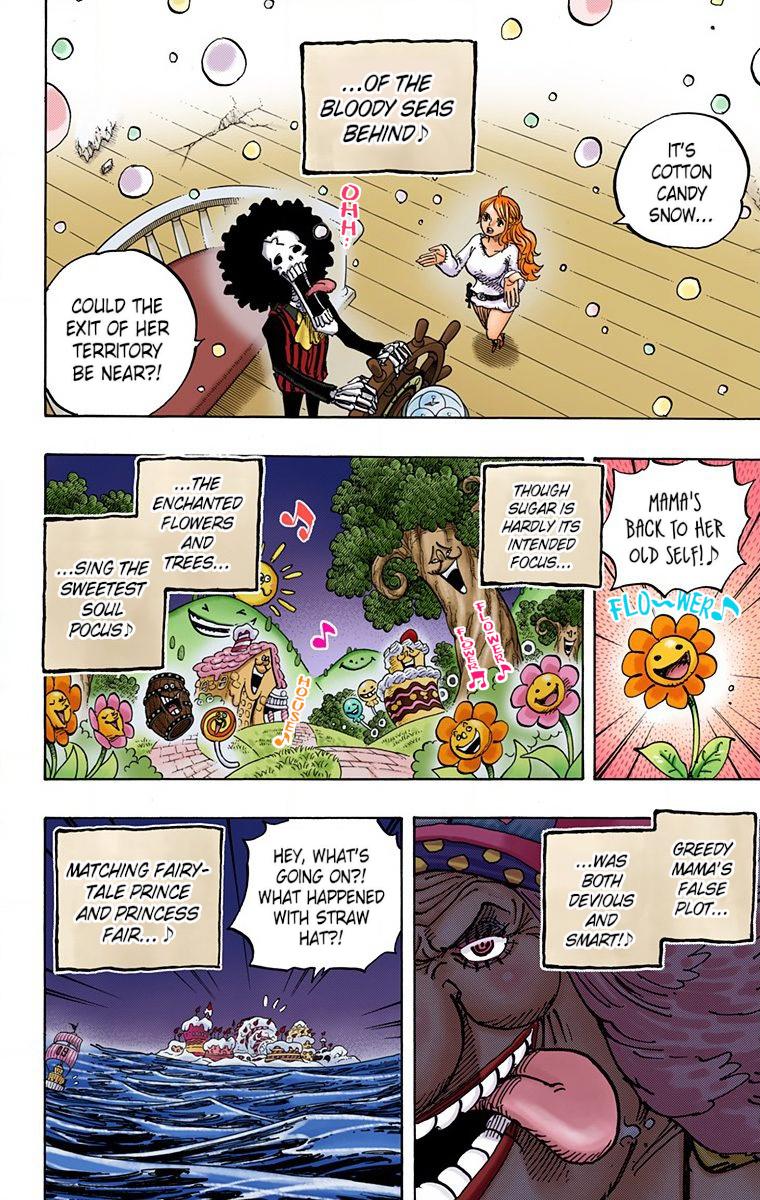 IT'S
COTTON
CANDY
SNOW...
...OF THE
BLOODY SEAS
BEHIND♪
OHH!
COULD THE
EXIT OF HER
TERRITORY
BE NEAR?!
MAMA'S
BACK TO HER
OLD SELF!♪
FLO~WER♪
THOUGH
SUGAR IS
HARDLY ITS
INTENDED
FOCUS...
FLOWER♪
FLOWER♫
...THE
ENCHANTED
FLOWERS
AND
TREES...
...SING THE
SWEETEST
SOUL
POCUS♪
HOUSE♪
GREEDY
MAMA'S
FALSE
PLOT...
...WAS
BOTH
DEVIOUS
AND
SMART!♪
HEY, WHAT'S
GOING ON?!
WHAT HAPPENED
WITH STRAW
HAT?!
MATCHING FAIRY-
TALE PRINCE
AND PRINCESS
FAIR...♪